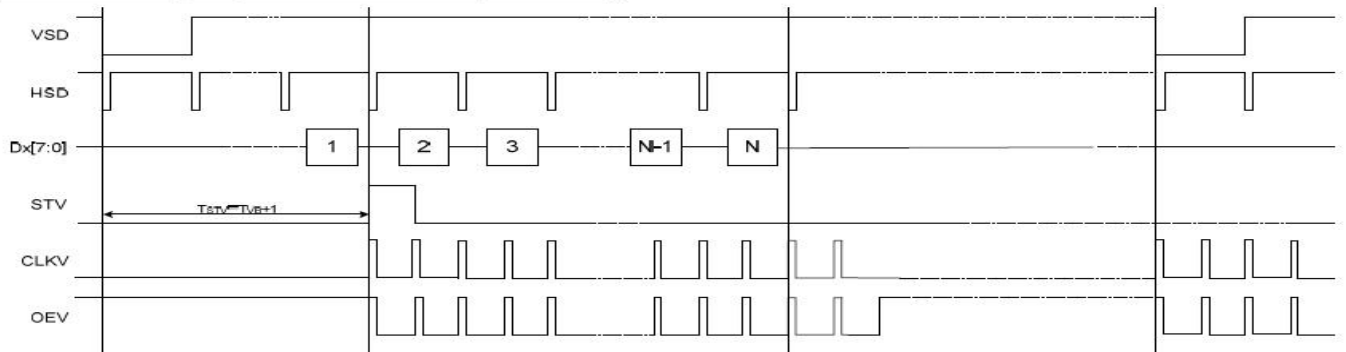 VSD
HSD
Dx[7:0] 1 2 3 N-1 N
STV TSTV=TVB+1
CLKV
OEV